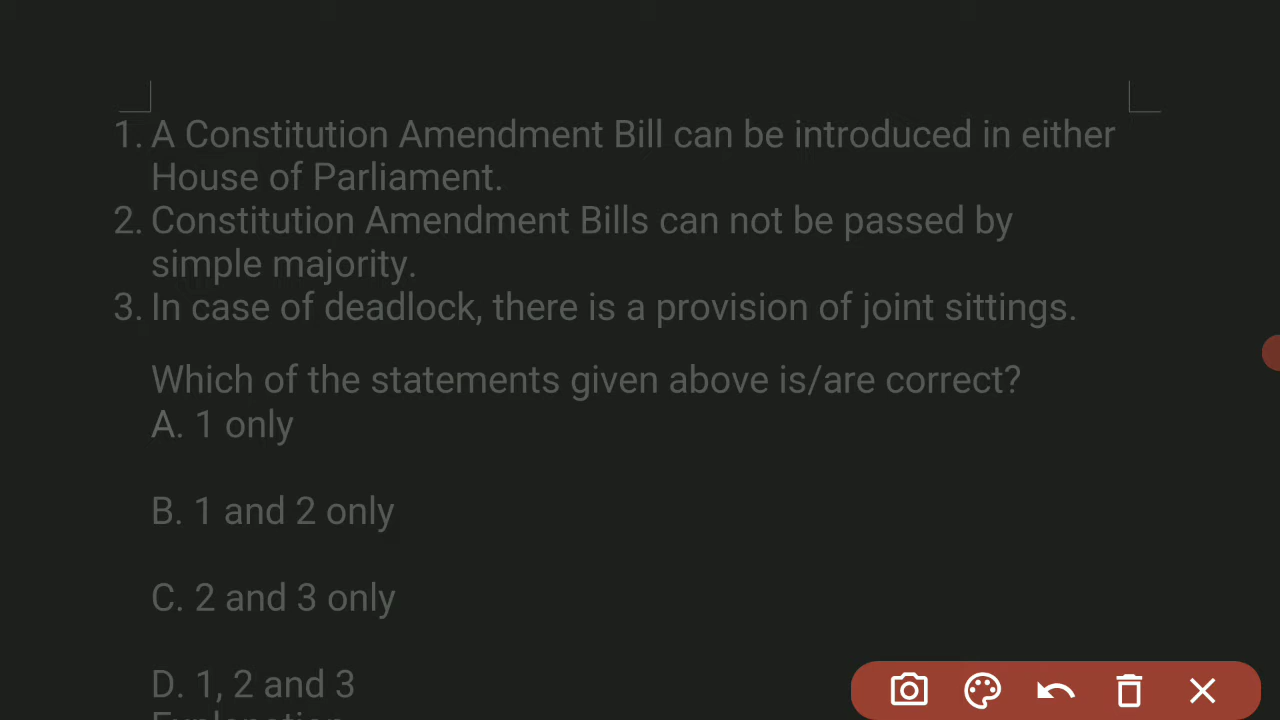 1. A Constitution Amendment Bill can be introduced in either
House of Parliament.
2. Constitution Amendment Bills can not be passed by
simple majority.
3. In case of deadlock, there is a provision of joint sittings.
Which of the statements given above is/are correct?
A. 1 only
B. 1 and 2 only
C. 2 and 3 only
D. 1, 2 and 3